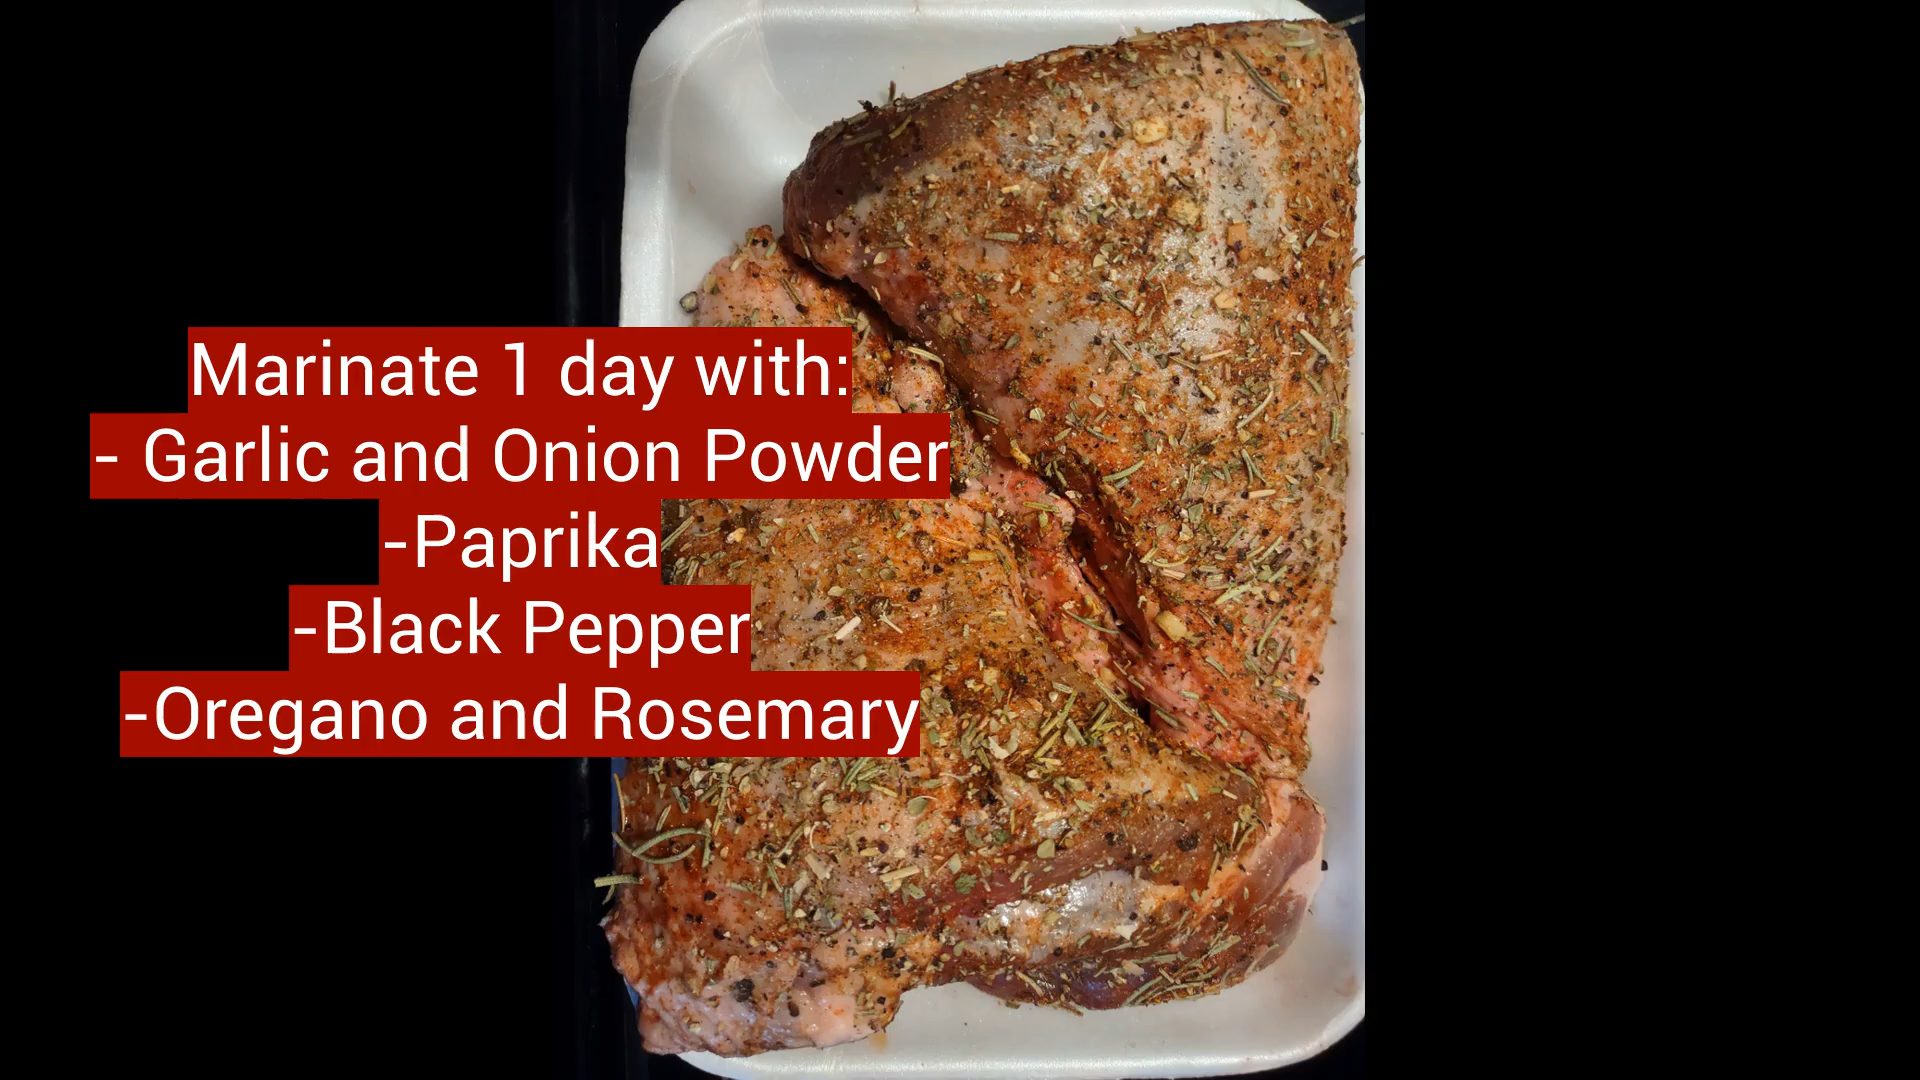 Marinate 1 day with:
- Garlic and Onion Powder
-Paprika
-Black Pepper
-Oregano and Rosemary